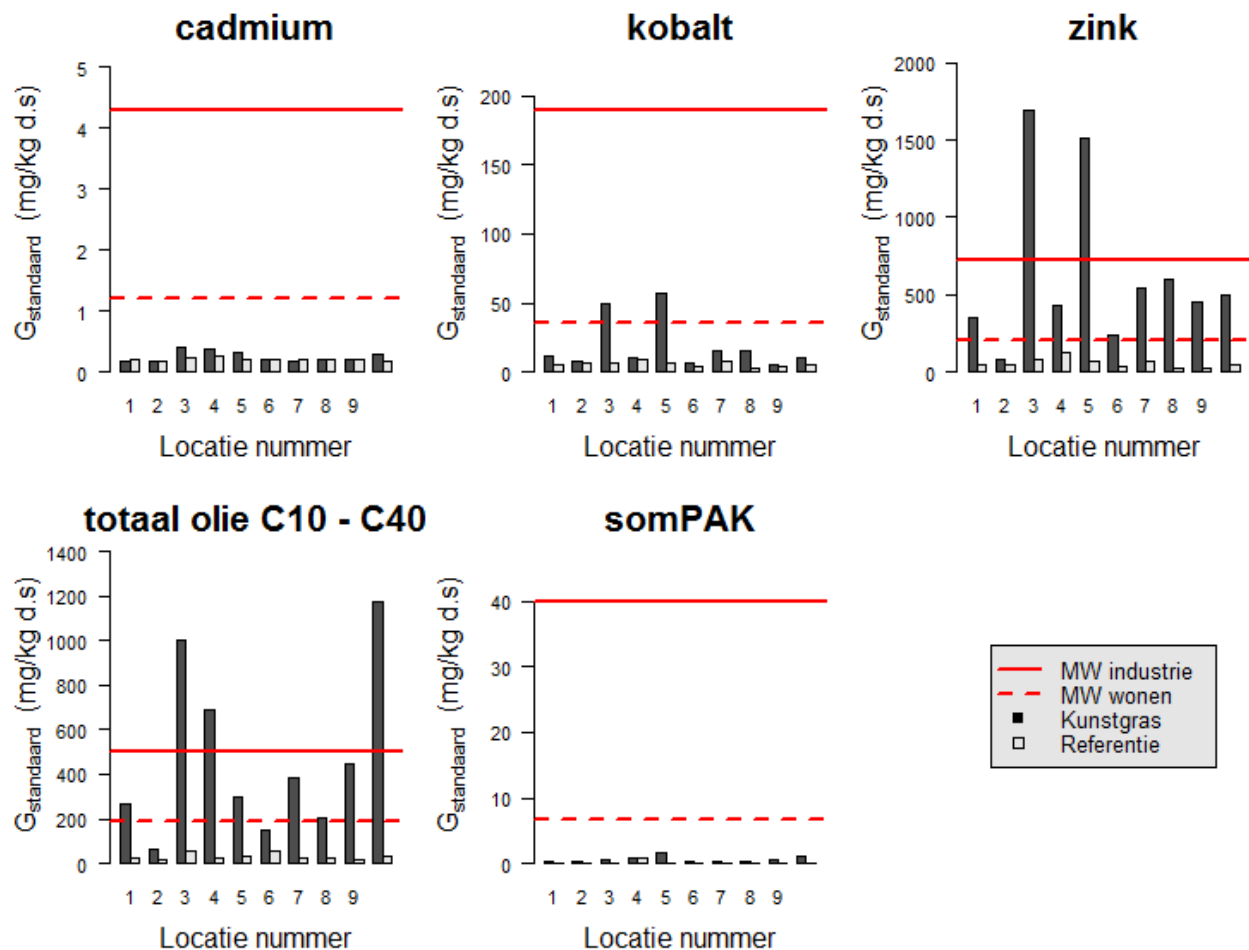 cadmium
G standaard (mg/kg d.s)
5
4
3
2
1
0
1 2 3 4 5 6 7 8 9
Locatie nummer
kobalt
G standaard (mg/kg d.s)
200
150
100
50
0
1 2 3 4 5 6 7 8 9
Locatie nummer
zink
G standaard (mg/kg d.s)
2000
1500
1000
500
0
1 2 3 4 5 6 7 8 9
Locatie nummer
totaal olie C10 - C40
G standaard (mg/kg d.s)
1400
1200
1000
800
600
400
200
0
1 2 3 4 5 6 7 8 9
Locatie nummer
somPAK
G standaard (mg/kg d.s)
40
30
20
10
0
1 2 3 4 5 6 7 8 9
Locatie nummer
MW industrie
MW wonen
Kunstgras
Referentie